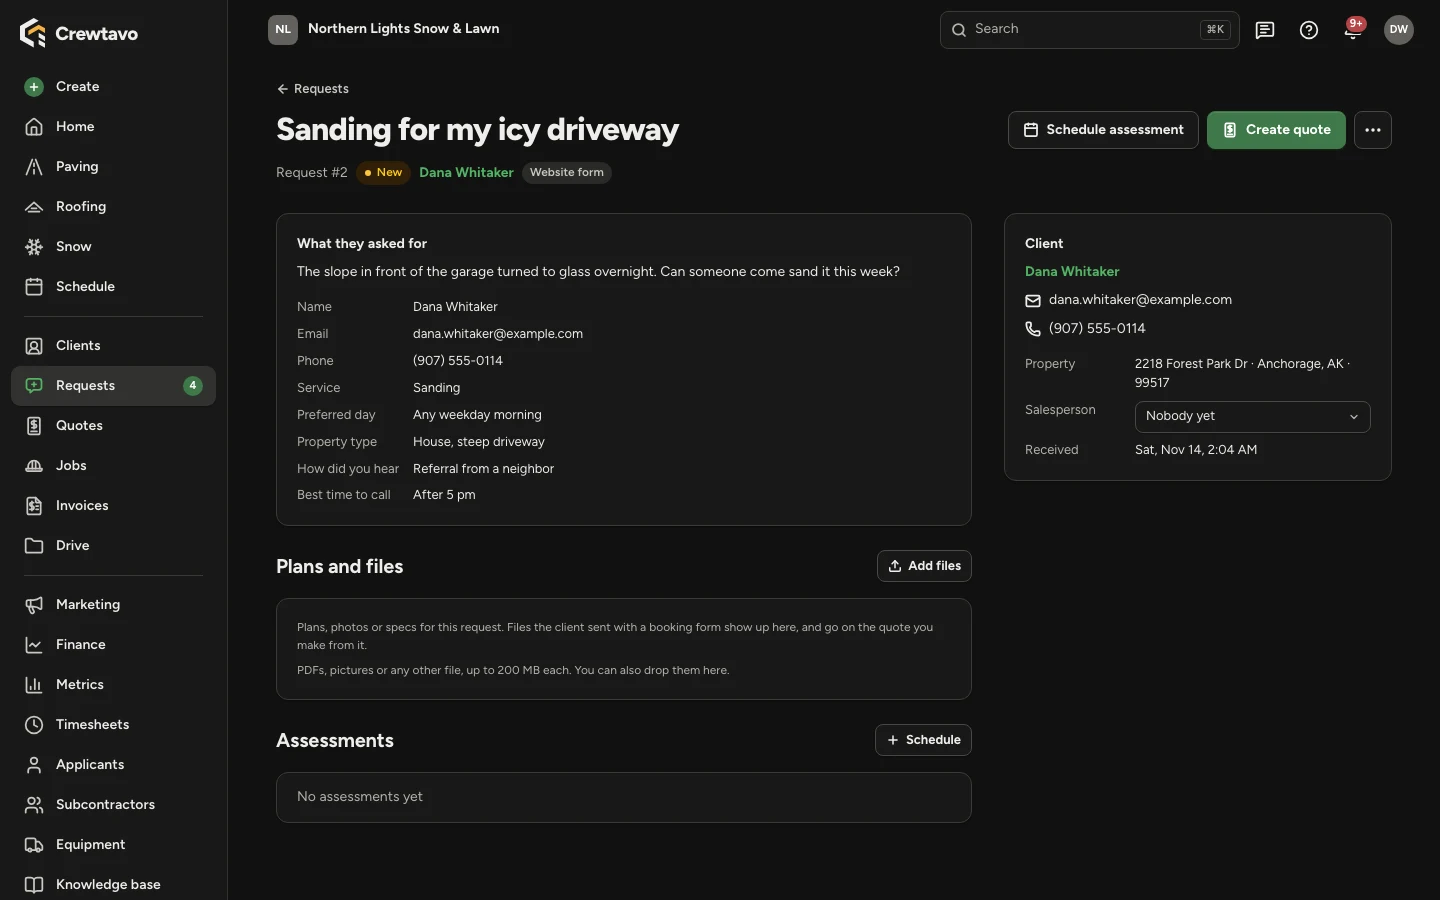 Crewtavo
NL Northern Lights Snow & Lawn
Search ⌘K
9+
DW
Create
Home
Paving
Roofing
Snow
Schedule
Clients
Requests 4
Quotes
Jobs
Invoices
Drive
Marketing
Finance
Metrics
Timesheets
Applicants
Subcontractors
Equipment
Knowledge base
← Requests
Sanding for my icy driveway
Schedule assessment
Create quote
Request #2 New Dana Whitaker Website form
What they asked for
The slope in front of the garage turned to glass overnight. Can someone come sand it this week?
Name Dana Whitaker
Email dana.whitaker@example.com
Phone (907) 555-0114
Service Sanding
Preferred day Any weekday morning
Property type House, steep driveway
How did you hear Referral from a neighbor
Best time to call After 5 pm
Client
Dana Whitaker
dana.whitaker@example.com
(907) 555-0114
Property 2218 Forest Park Dr · Anchorage, AK ·
99517
Salesperson Nobody yet
Received Sat, Nov 14, 2:04 AM
Plans and files
Add files
Plans, photos or specs for this request. Files the client sent with a booking form show up here, and go on the quote you
make from it.
PDFs, pictures or any other file, up to 200 MB each. You can also drop them here.
Assessments
+ Schedule
No assessments yet